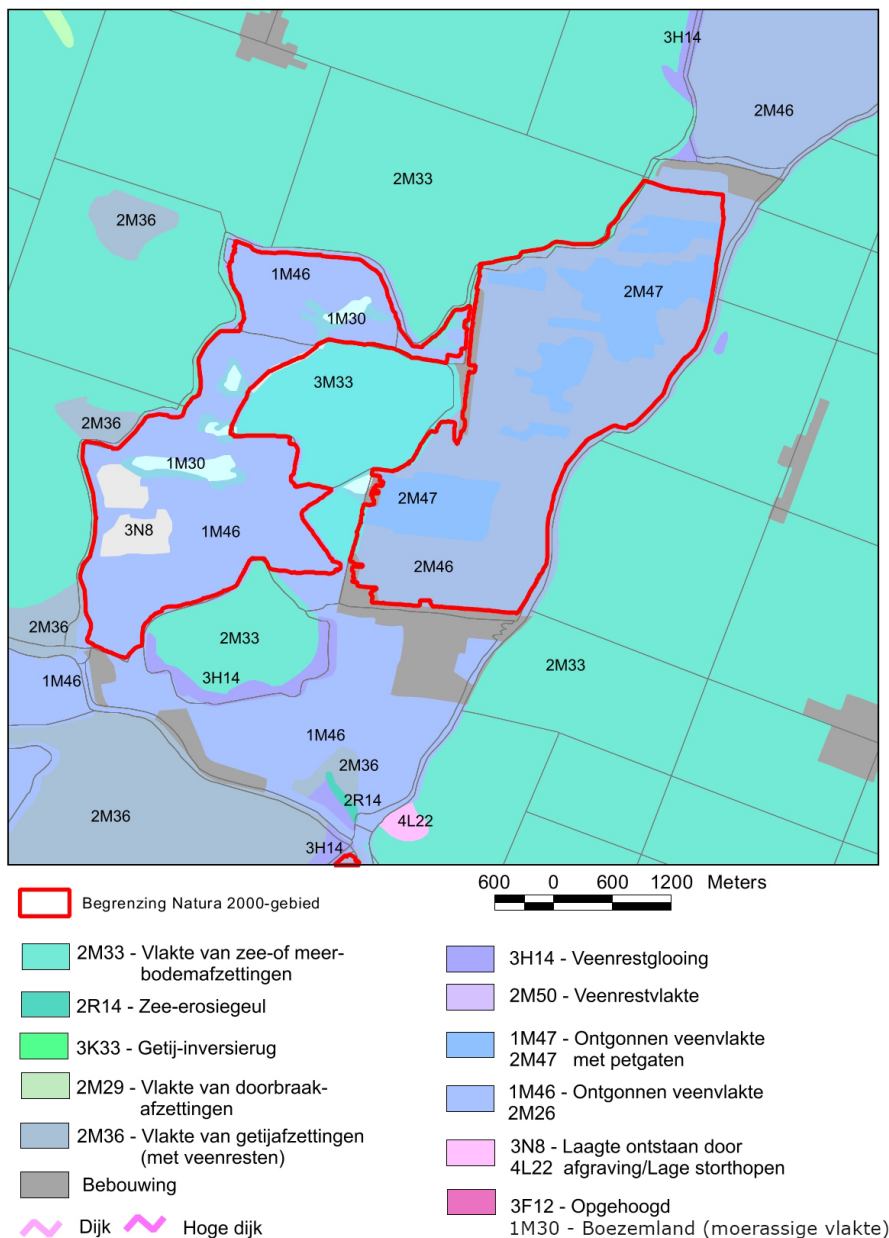 3H14
2M46
2M33
2M36
1M46
2M47
1M30
3M33
2M36
1M30
2M47
3N8
1M46
2M46
2M36
2M33
2M33
3H14
1M46
1M46
2M36
2R14
2M36
4L22
3H14
600 0 600 1200 Meters
Begrenzing Natura 2000-gebied
2M33 - Vlakte van zee-of meer-
bodemafzettingen
2R14 - Zee-erosiegeul
3K33 - Getij-inversierug
2M29 - Vlakte van doorbraak-
afzettingen
2M36 - Vlakte van getijafzettingen
(met veenresten)
Bebouwing
Dijk Hoge dijk
3H14 - Veenrestglooing
2M50 - Veenrestvlakte
1M47 - Ontgonnen veenvlakte
2M47 met petgaten
1M46 - Ontgonnen veenvlakte
2M26
3N8 - Laagte ontstaan door
4L22 afgraving/Lage storthopen
3F12 - Opgehoogd
1M30 - Boezemland (moerassige vlakte)